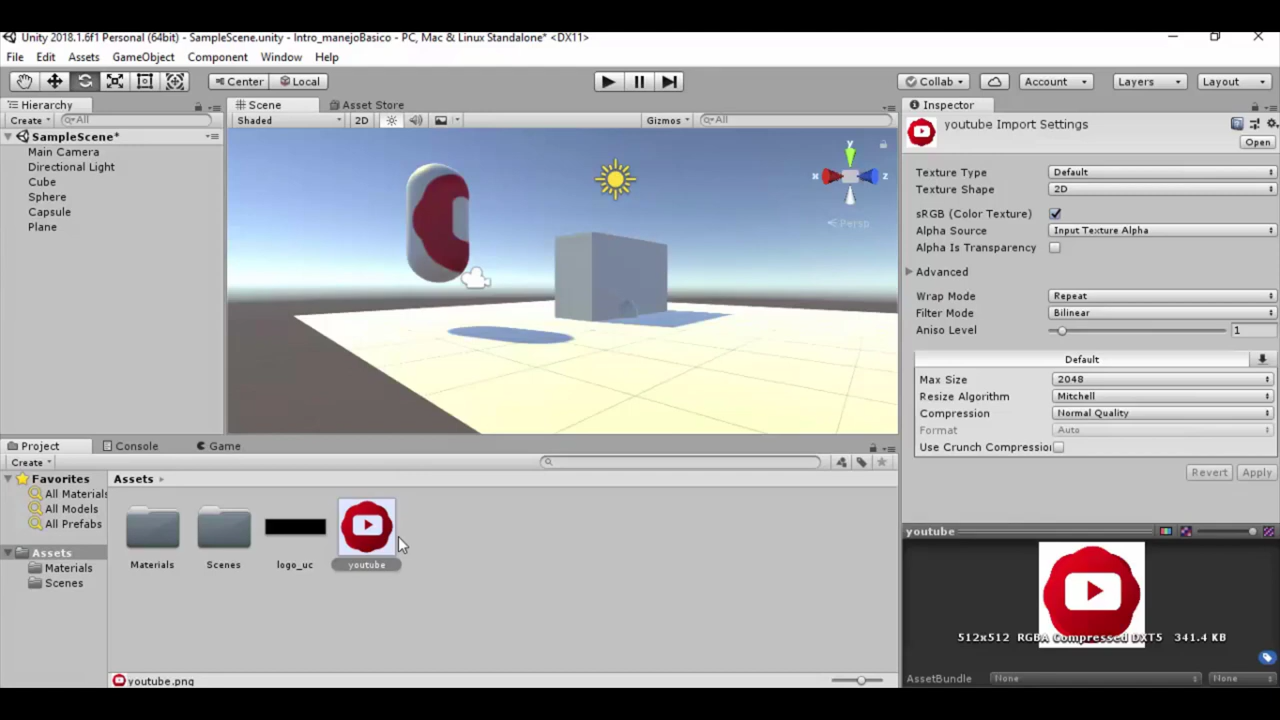 Unity 2018.1.6f1 Personal (64bit) - SampleScene.unity - Intro_manejoBasico - PC, Mac & Linux Standalone* <DX11>
File Edit Assets GameObject Component Window Help
Center Local Collab Account Layers Layout
Hierarchy
Create All
SampleScene*
Main Camera
Directional Light
Cube
Sphere
Capsule
Plane
Scene Asset Store
Shaded 2D Gizmos All
y
x z
Persp
Inspector
youtube Import Settings
Open
Texture Type Default
Texture Shape 2D
sRGB (Color Texture)
Alpha Source Input Texture Alpha
Alpha Is Transparency
Advanced
Wrap Mode Repeat
Filter Mode Bilinear
Aniso Level 1
Default
Max Size 2048
Resize Algorithm Mitchell
Compression Normal Quality
Format Auto
Use Crunch Compressio
Revert Apply
Project Console Game
Create
Favorites
All Materials
All Models
All Prefabs
Assets
Materials
Scenes
Assets
Materials Scenes logo_uc youtube
youtube.png
youtube
512x512 RGBA Compressed DXT5 341.4 KB
AssetBundle None None